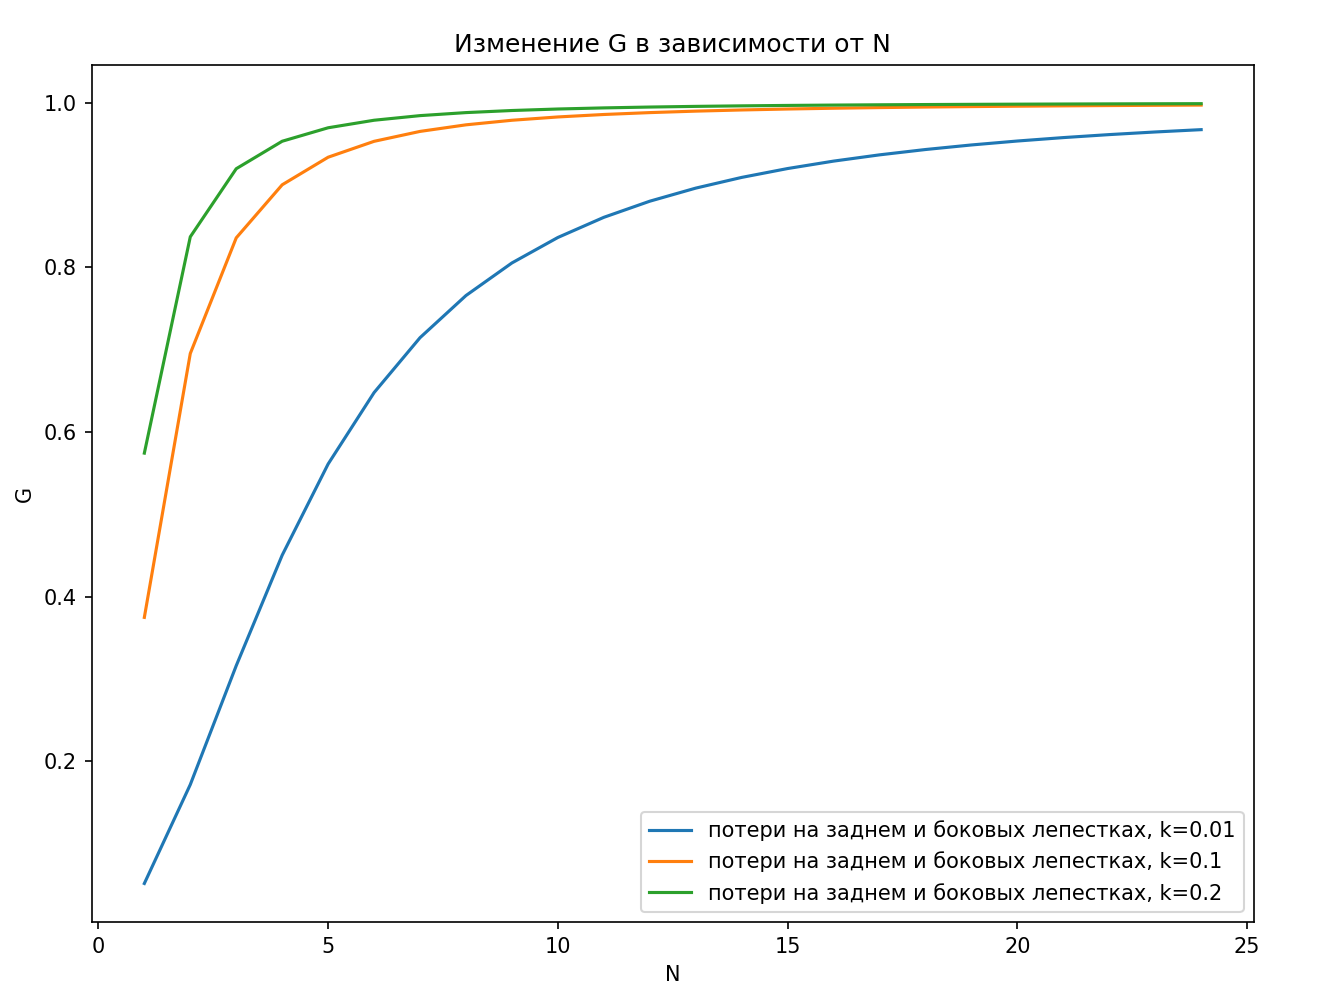 Изменение G в зависимости от N
1.0
0.8
0.6
0.4
0.2
G
потери на заднем и боковых лепестках, k=0.01
потери на заднем и боковых лепестках, k=0.1
потери на заднем и боковых лепестках, k=0.2
0 5 10 15 20 25
N